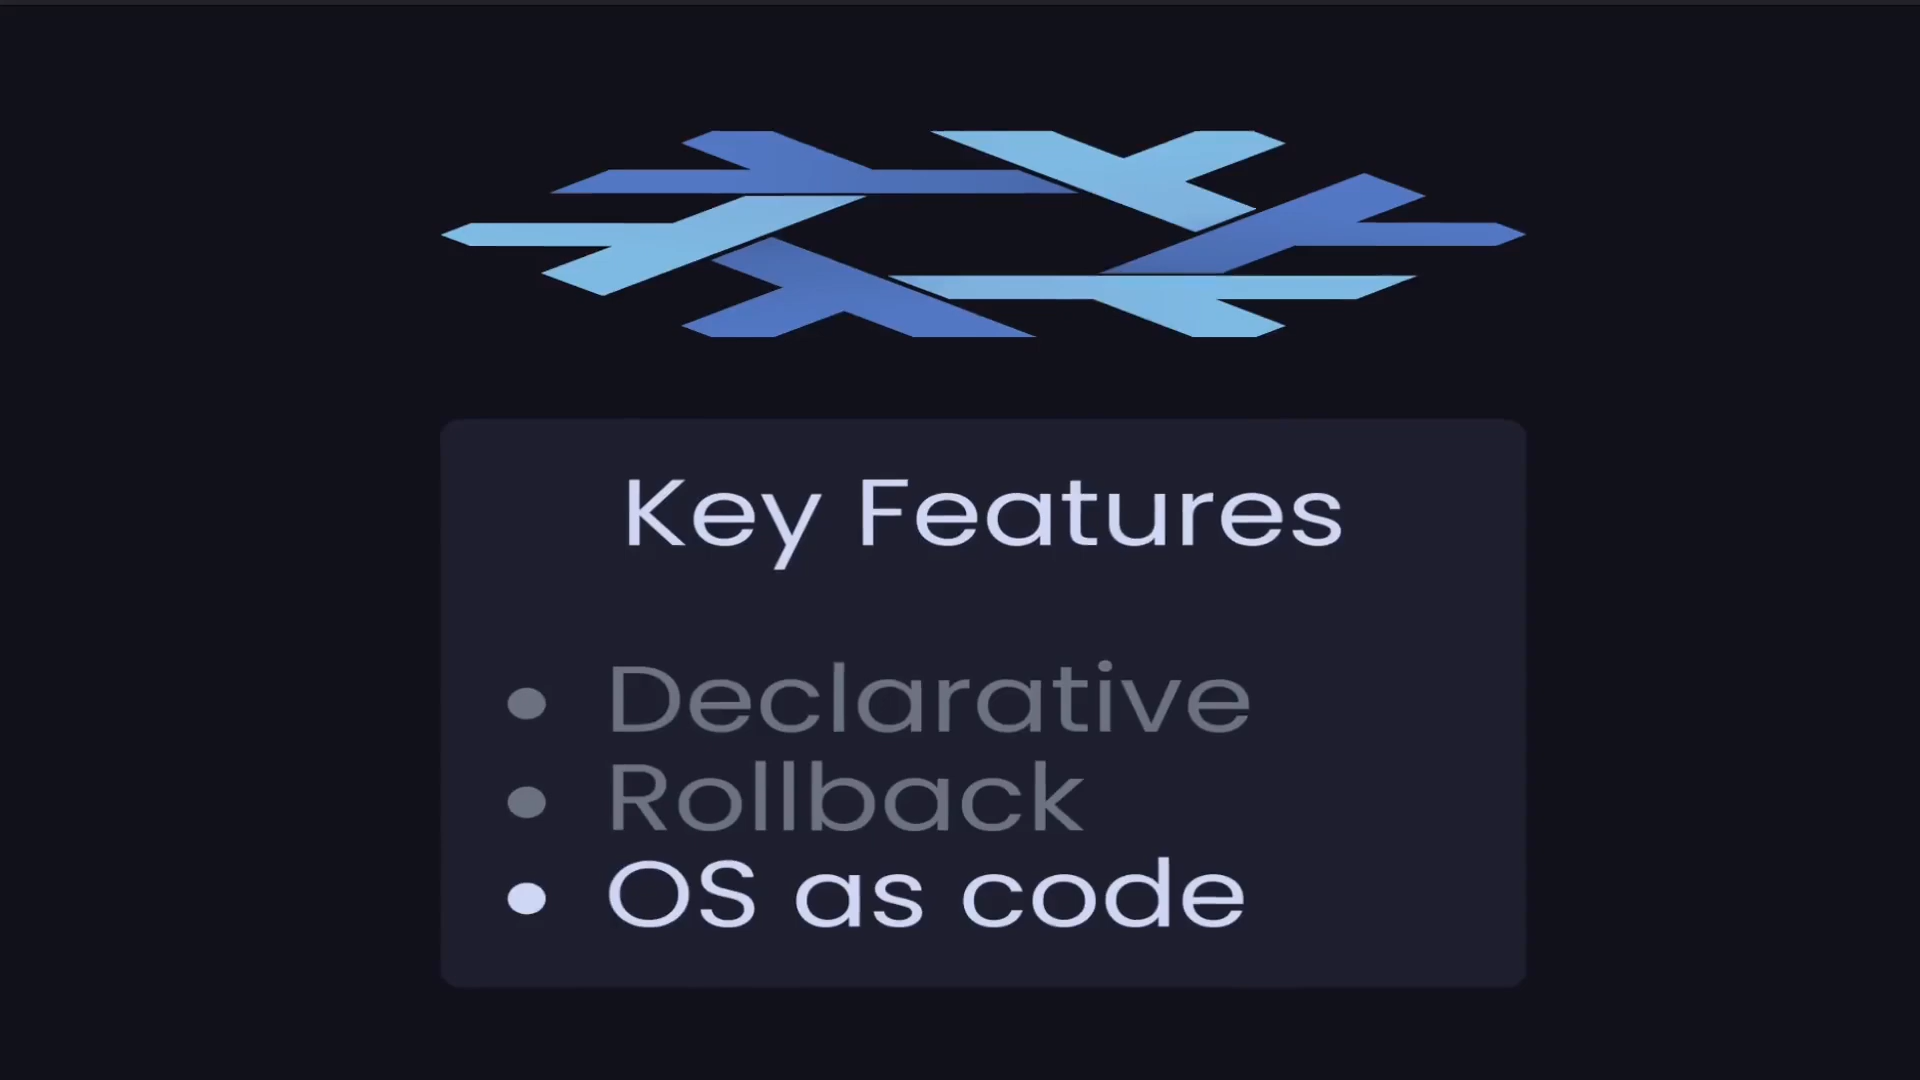 Key Features
• Declarative
• Rollback
• OS as code